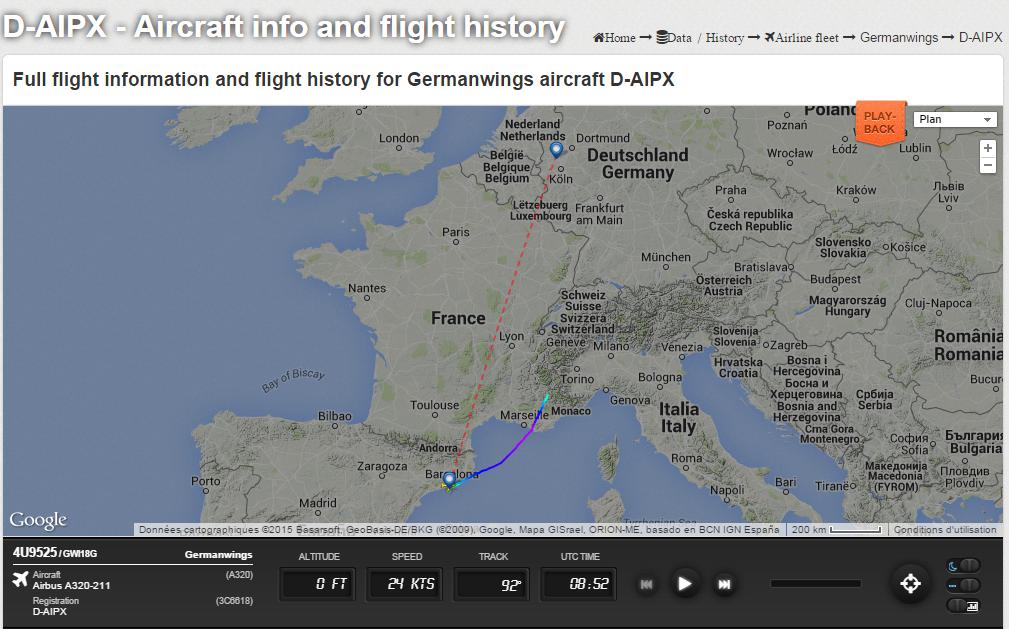 D-AIPX - Aircraft info and flight history
Home → Data / History → Airline fleet → Germanwings → D-AIPX
Full flight information and flight history for Germanwings aircraft D-AIPX
PLAY-
BACK
Plan
+
−
Poland
Poznań
Łódź
Lublin
Wrocław
London
Nederland
Netherlands
Dortmund
België
Belgique
Belgium
Deutschland
Germany
Köln
Lëtzebuerg
Luxembourg
Frankfurt
am Main
Praha
Kraków
Львів
Lviv
Česká republika
Czech Republic
Paris
Slovensko
Slovakia
Košice
München
Bratislava
Nantes
Österreich
Austria
Budapest
Schweiz
Suisse
Svizzera
Switzerland
Magyarország
Hungary
Cluj-Napoca
France
Lyon
Genève
Milano
Venezia
Slovenija
Slovenia
Zagreb
România
Romania
Bay of Biscay
Torino
Bologna
Hrvatska
Croatia
Bosna i
Hercegovina
Босна и
Херцеговина
Bosnia and
Herzegovina
Србија
Serbia
Toulouse
Marseille
Monaco
Genova
Italia
Italy
Crna Gora
Montenegro
Bilbao
Andorra
София
Sofia
България
Bulgaria
Zaragoza
Barcelona
Roma
Македонија
Macedonia
(FYROM)
Пловдив
Plovdiv
Porto
Madrid
Napoli
Bari
Tiranë
Tyrrhenian Sea
Google
Données cartographiques ©2015 Basarsoft, GeoBasis-DE/BKG (©2009), Google, Mapa GISrael, ORION-ME, basado en BCN IGN España
200 km
Conditions d'utilisation
4U9525 / GWI18G
Germanwings
Aircraft
(A320)
Airbus A320-211
Registration
(3C6618)
D-AIPX
ALTITUDE
SPEED
TRACK
UTC TIME
0 FT
24 KTS
92°
08:52